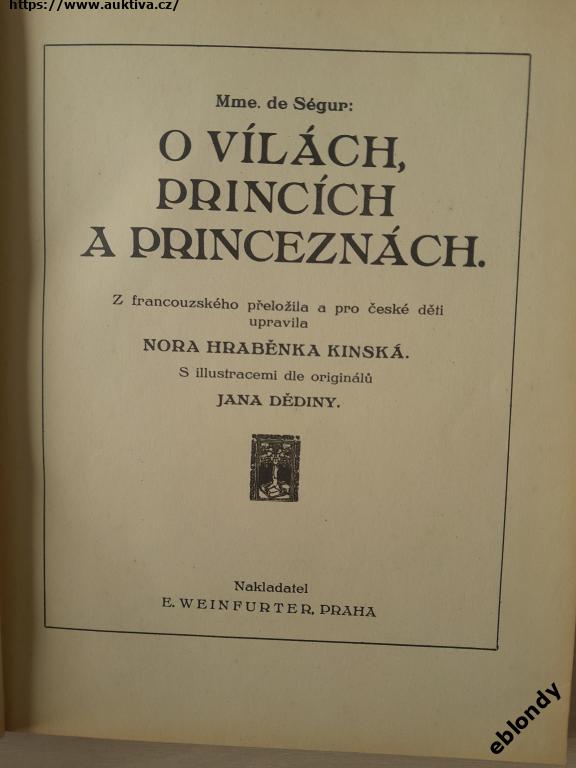 https://www.auktiva.cz/
Mme. de Ségur:
O VÍLÁCH,
PRINCÍCH
A PRINCEZNÁCH.
Z francouzského přeložila a pro české děti
upravila
NORA HRABĚNKA KINSKÁ.
S illustracemi dle originálů
JANA DĚDINY.
Nakladatel
E. WEINFURTER, PRAHA
eblondy